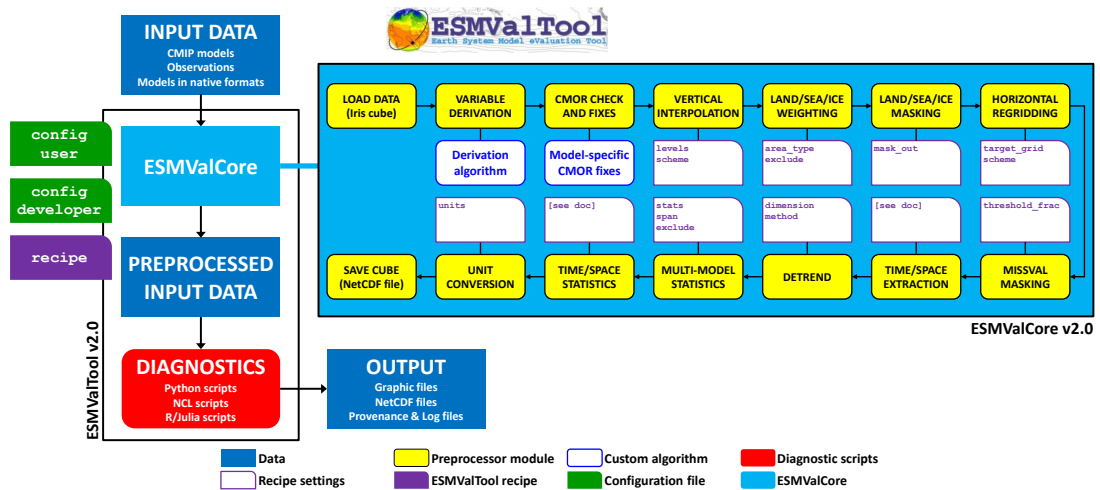 INPUT DATA
CMIP models
Observations
Models in native formats
ESMValTool
Earth System Model eValuation Tool
config
user
config
developer
recipe
ESMValCore
PREPROCESSED
INPUT DATA
DIAGNOSTICS
Python scripts
NCL scripts
R/Julia scripts
ESMValTool v2.0
OUTPUT
Graphic files
NetCDF files
Provenance & Log files
LOAD DATA
(Iris cube)
VARIABLE
DERIVATION
CMOR CHECK
AND FIXES
VERTICAL
INTERPOLATION
LAND/SEA/ICE
WEIGHTING
LAND/SEA/ICE
MASKING
HORIZONTAL
REGRIDDING
Derivation
algorithm
Model-specific
CMOR fixes
levels
scheme
area_type
exclude
mask_out
target_grid
scheme
units
[see doc]
stats
span
exclude
dimension
method
[see doc]
threshold_frac
SAVE CUBE
(NetCDF file)
UNIT
CONVERSION
TIME/SPACE
STATISTICS
MULTI-MODEL
STATISTICS
DETREND
TIME/SPACE
EXTRACTION
MISSVAL
MASKING
ESMValCore v2.0
Data
Preprocessor module
Custom algorithm
Diagnostic scripts
Recipe settings
ESMValTool recipe
Configuration file
ESMValCore